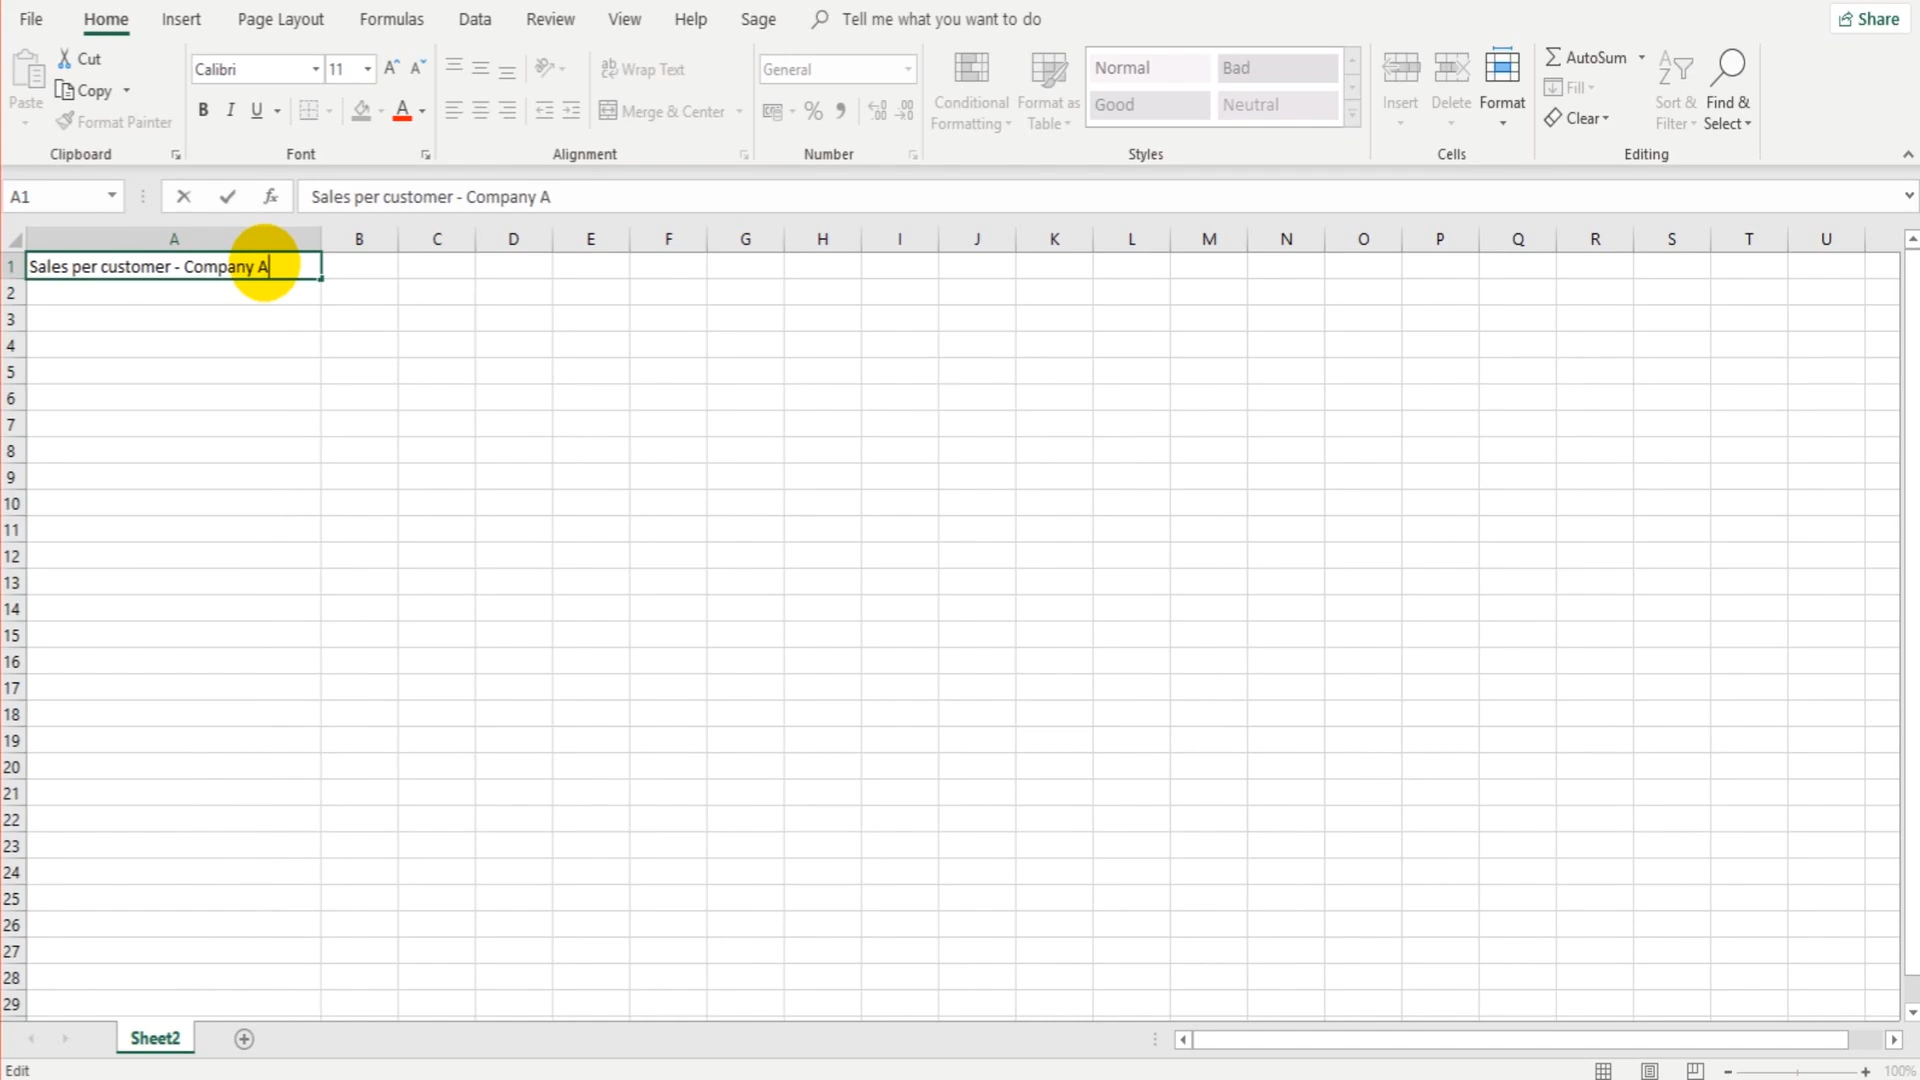 File Home Insert Page Layout Formulas Data Review View Help Sage Tell me what you want to do Share
Cut
Copy
Format Painter
Paste
Clipboard
Calibri 11
B I U
Font
Wrap Text
Merge & Center
Alignment
General
Number
Conditional
Formatting
Format as
Table
Normal Bad
Good Neutral
Styles
Insert Delete Format
Cells
AutoSum
Fill
Clear
Sort &
Filter
Find &
Select
Editing
A1 fx Sales per customer - Company A
A B C D E F G H I J K L M N O P Q R S T U
1 Sales per customer - Company A
2
3
4
5
6
7
8
9
10
11
12
13
14
15
16
17
18
19
20
21
22
23
24
25
26
27
28
29
Sheet2
Edit 100%